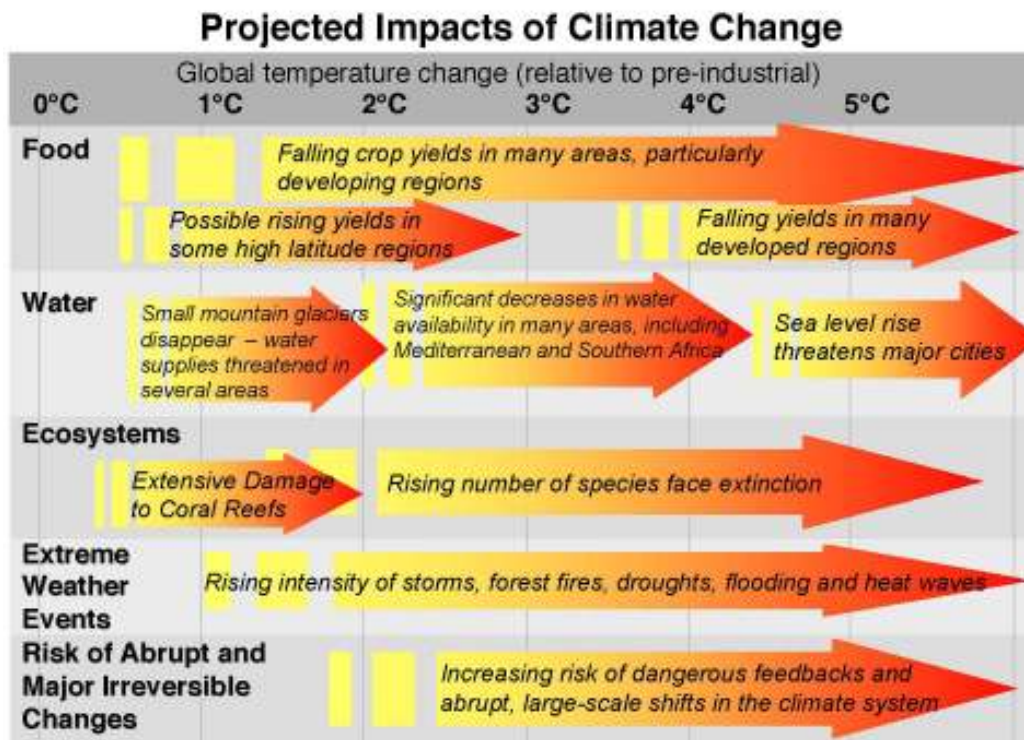 Projected Impacts of Climate Change
Global temperature change (relative to pre-industrial)
0°C 1°C 2°C 3°C 4°C 5°C
Food
Falling crop yields in many areas, particularly
developing regions
Possible rising yields in
some high latitude regions
Falling yields in many
developed regions
Water
Small mountain glaciers
disappear – water
supplies threatened in
several areas
Significant decreases in water
availability in many areas, including
Mediterranean and Southern Africa
Sea level rise
threatens major cities
Ecosystems
Extensive Damage
to Coral Reefs
Rising number of species face extinction
Extreme
Weather
Events
Rising intensity of storms, forest fires, droughts, flooding and heat waves
Risk of Abrupt and
Major Irreversible
Changes
Increasing risk of dangerous feedbacks and
abrupt, large-scale shifts in the climate system